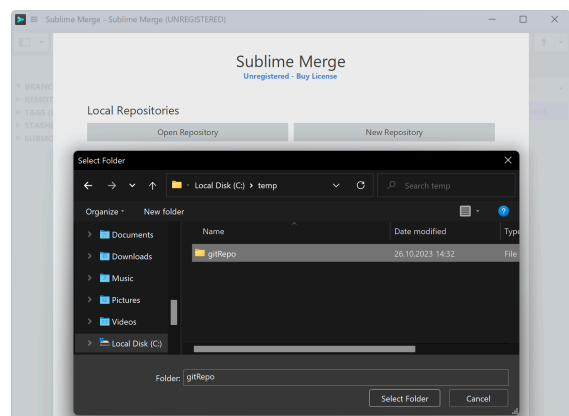 Sublime Merge - Sublime Merge (UNREGISTERED)
Sublime Merge
Unregistered - Buy License
Local Repositories
Open Repository New Repository
Select Folder
Local Disk (C:) temp Search temp
Organize New folder
Name Date modified Type
Documents
gitRepo 26.10.2023 14:32 File
Downloads
Music
Pictures
Videos
Local Disk (C:)
Folder: gitRepo
Select Folder Cancel